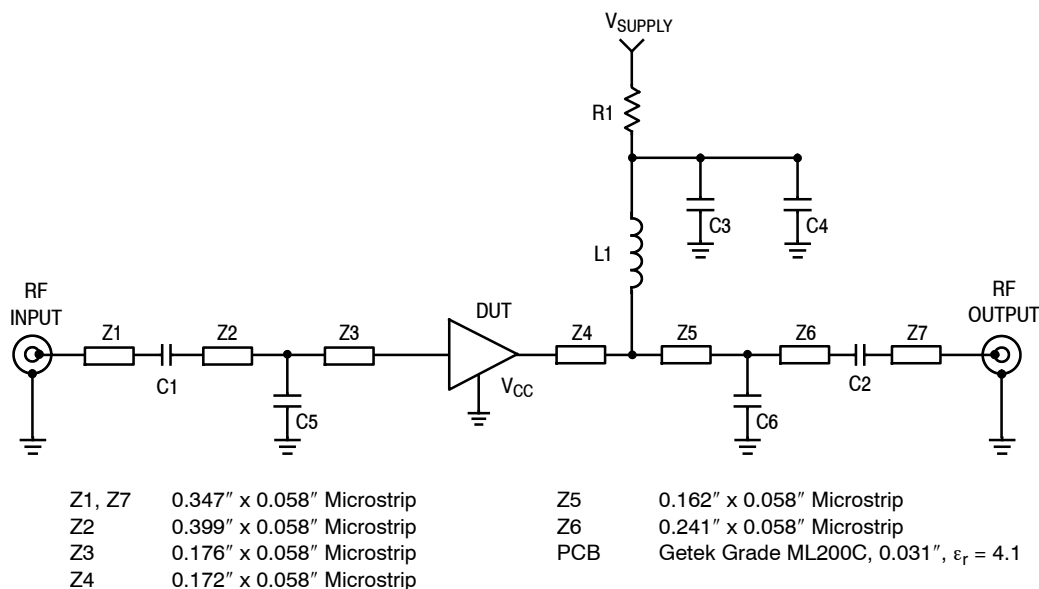 V_SUPPLY
R1
C3
C4
L1
RF
INPUT
Z1
Z2
Z3
DUT
Z4
Z5
Z6
Z7
RF
OUTPUT
C1
C5
V_CC
C6
C2
Z1, Z7 0.347″ x 0.058″ Microstrip
Z2 0.399″ x 0.058″ Microstrip
Z3 0.176″ x 0.058″ Microstrip
Z4 0.172″ x 0.058″ Microstrip
Z5 0.162″ x 0.058″ Microstrip
Z6 0.241″ x 0.058″ Microstrip
PCB Getek Grade ML200C, 0.031″, ε_r = 4.1